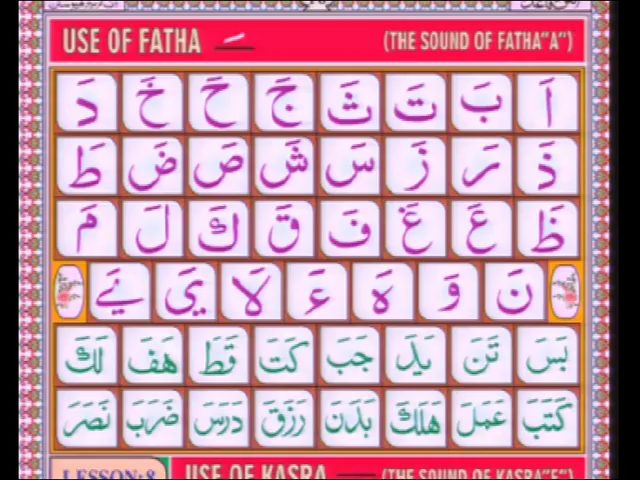 USE OF FATHA (THE SOUND OF FATHA"A")
اَ بَ تَ ثَ جَ حَ خَ دَ
ذَ رَ زَ سَ شَ صَ ضَ طَ
ظَ عَ غَ فَ قَ كَ لَ مَ
نَ وَ هَ ءَ لَا يَى يَے
بَسَ تَنَ يَدَ جَبَ كَتَ قَطَ هَفَ لَكَ
كَتَبَ عَمَلَ هَلَكَ بَدَنَ رَزَقَ دَرَسَ ضَرَبَ نَصَرَ
LESSON: 8 USE OF KASRA (THE SOUND OF KASRA"E")